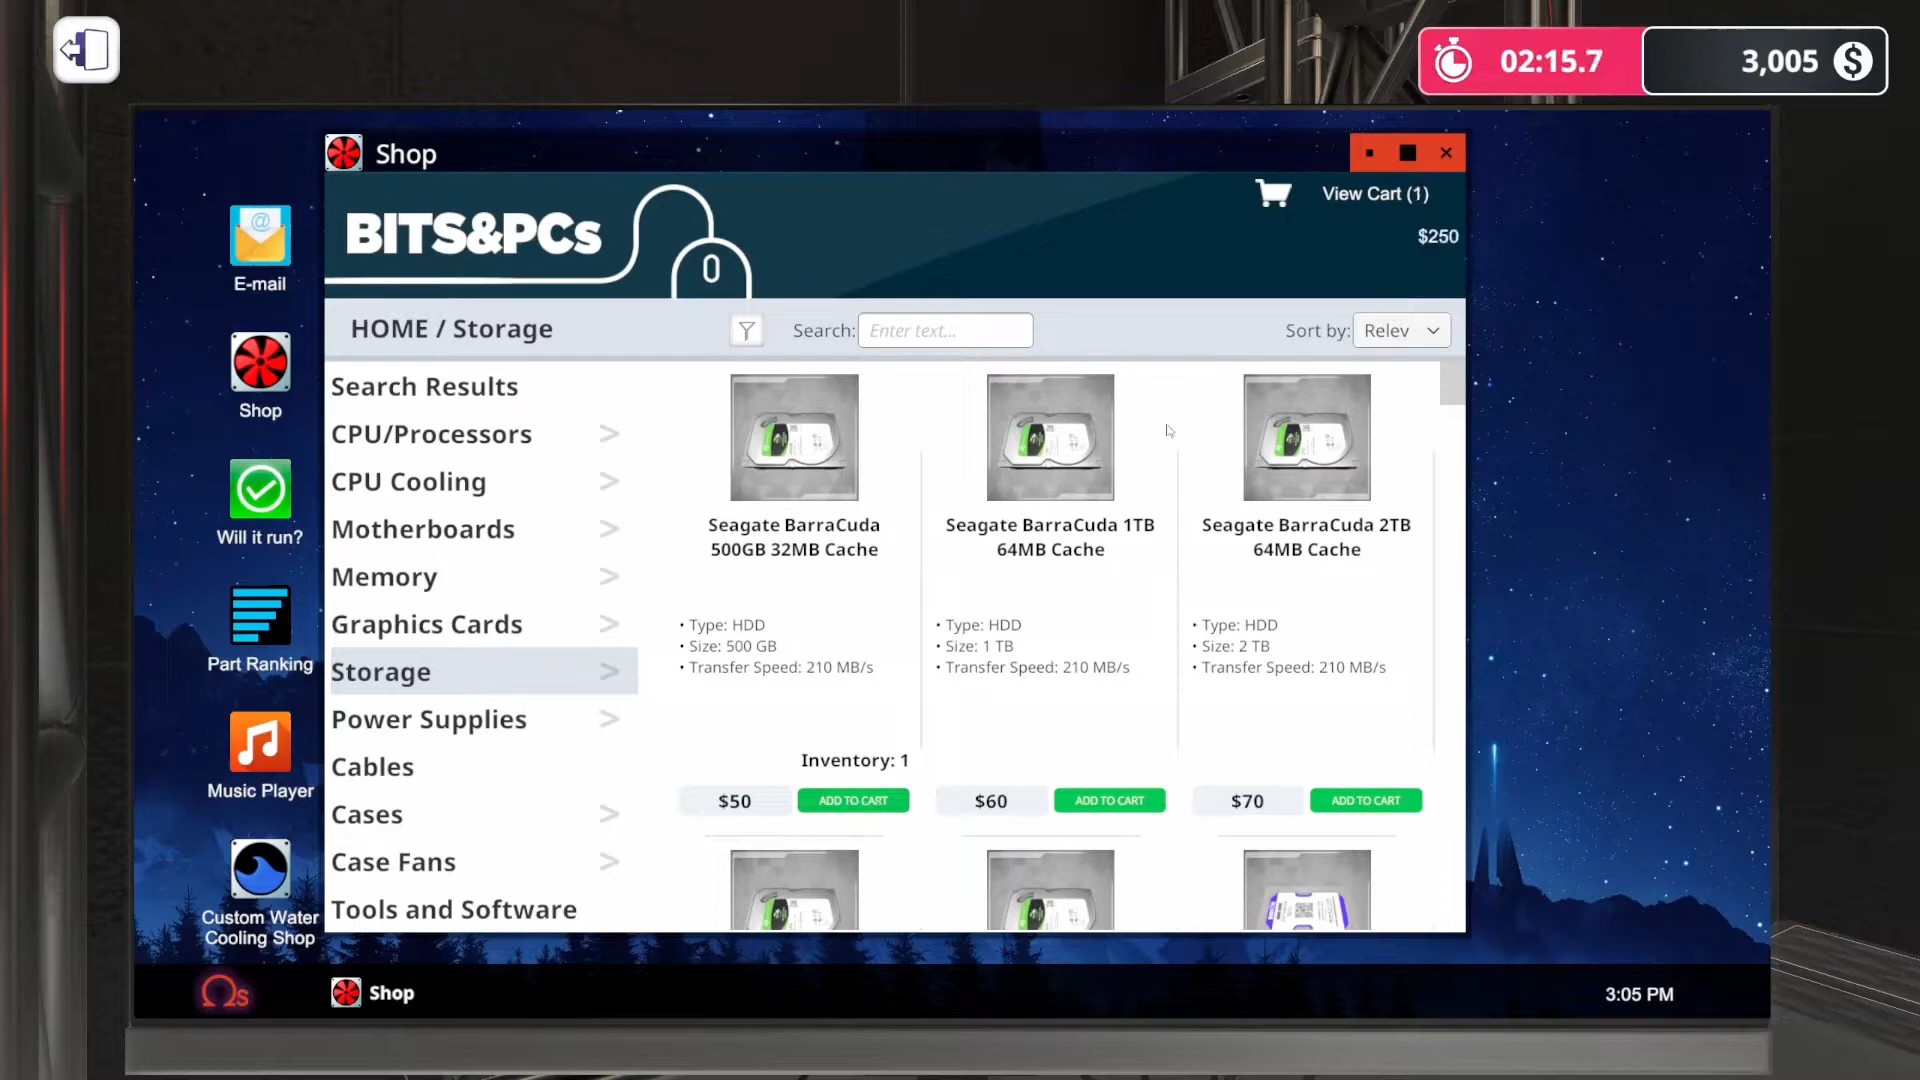 02:15.7
3,005
Shop
BITS&PCs
View Cart (1)
$250
HOME / Storage
Search:
Enter text...
Sort by:
Relev
E-mail
Shop
Will it run?
Part Ranking
Music Player
Custom Water
Cooling Shop
Search Results
CPU/Processors
CPU Cooling
Motherboards
Memory
Graphics Cards
Storage
Power Supplies
Cables
Cases
Case Fans
Tools and Software
Seagate BarraCuda
500GB 32MB Cache
• Type: HDD
• Size: 500 GB
• Transfer Speed: 210 MB/s
Inventory: 1
$50
ADD TO CART
Seagate BarraCuda 1TB
64MB Cache
• Type: HDD
• Size: 1 TB
• Transfer Speed: 210 MB/s
$60
ADD TO CART
Seagate BarraCuda 2TB
64MB Cache
• Type: HDD
• Size: 2 TB
• Transfer Speed: 210 MB/s
$70
ADD TO CART
Ωs
Shop
3:05 PM